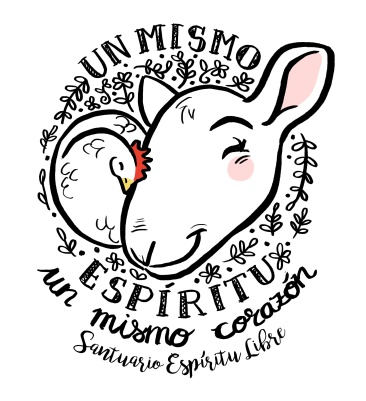 UN MISMO
ESPÍRITU
un mismo corazón
Santuario Espíritu Libre